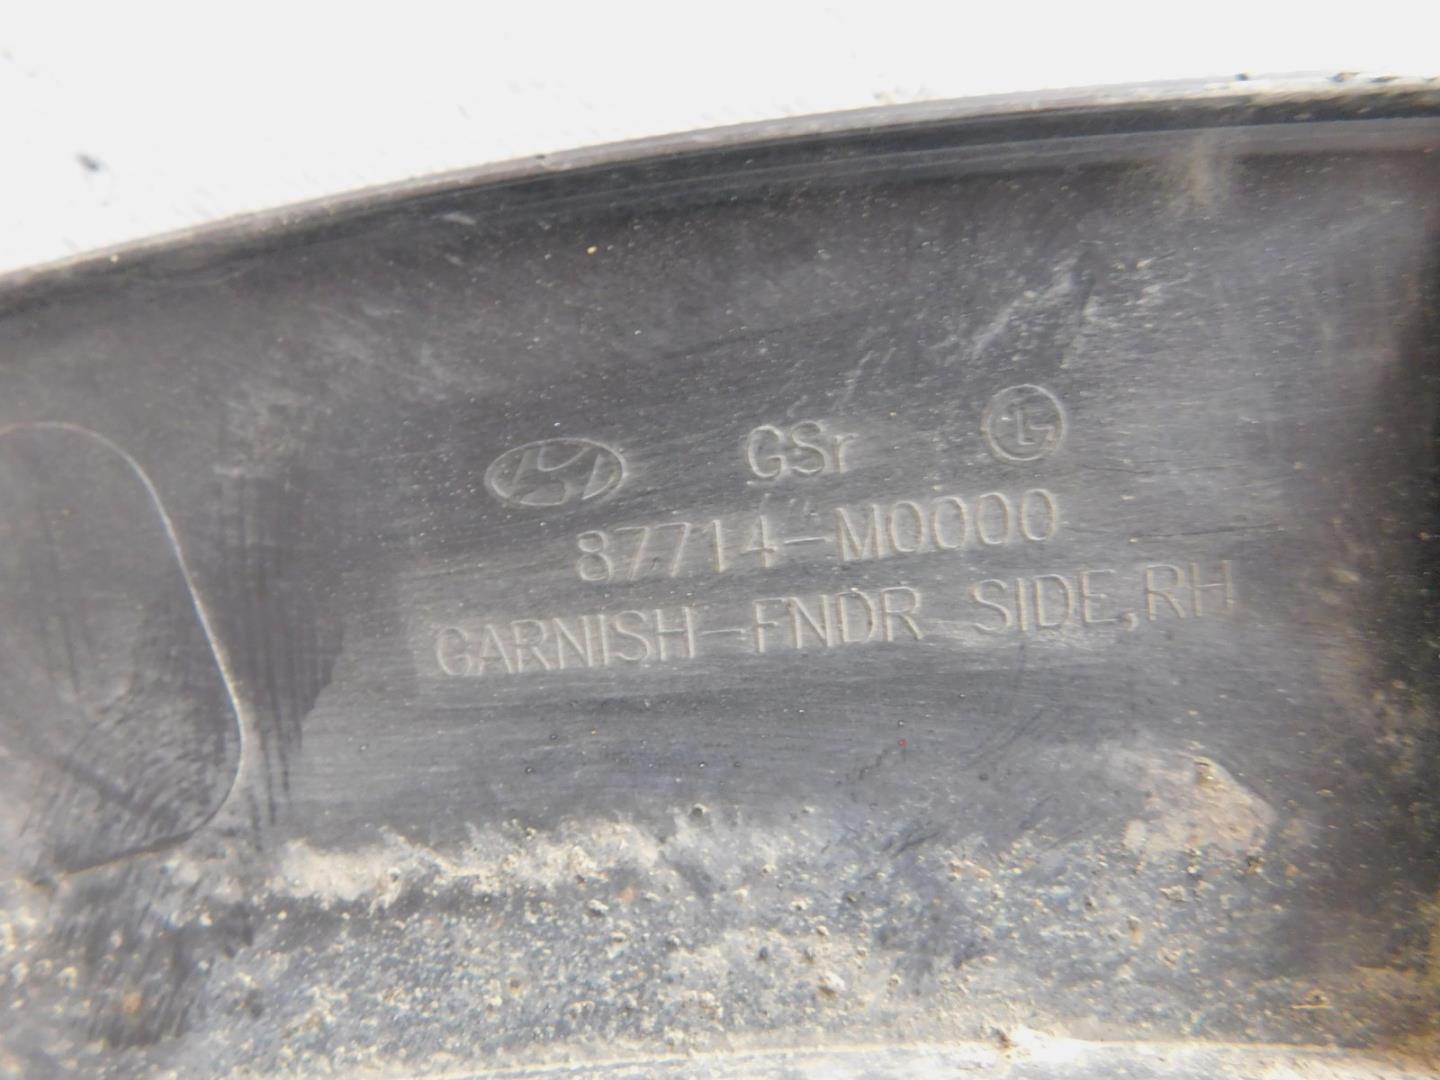 GSr
87714-M0000
GARNISH-FNDR SIDE,RH